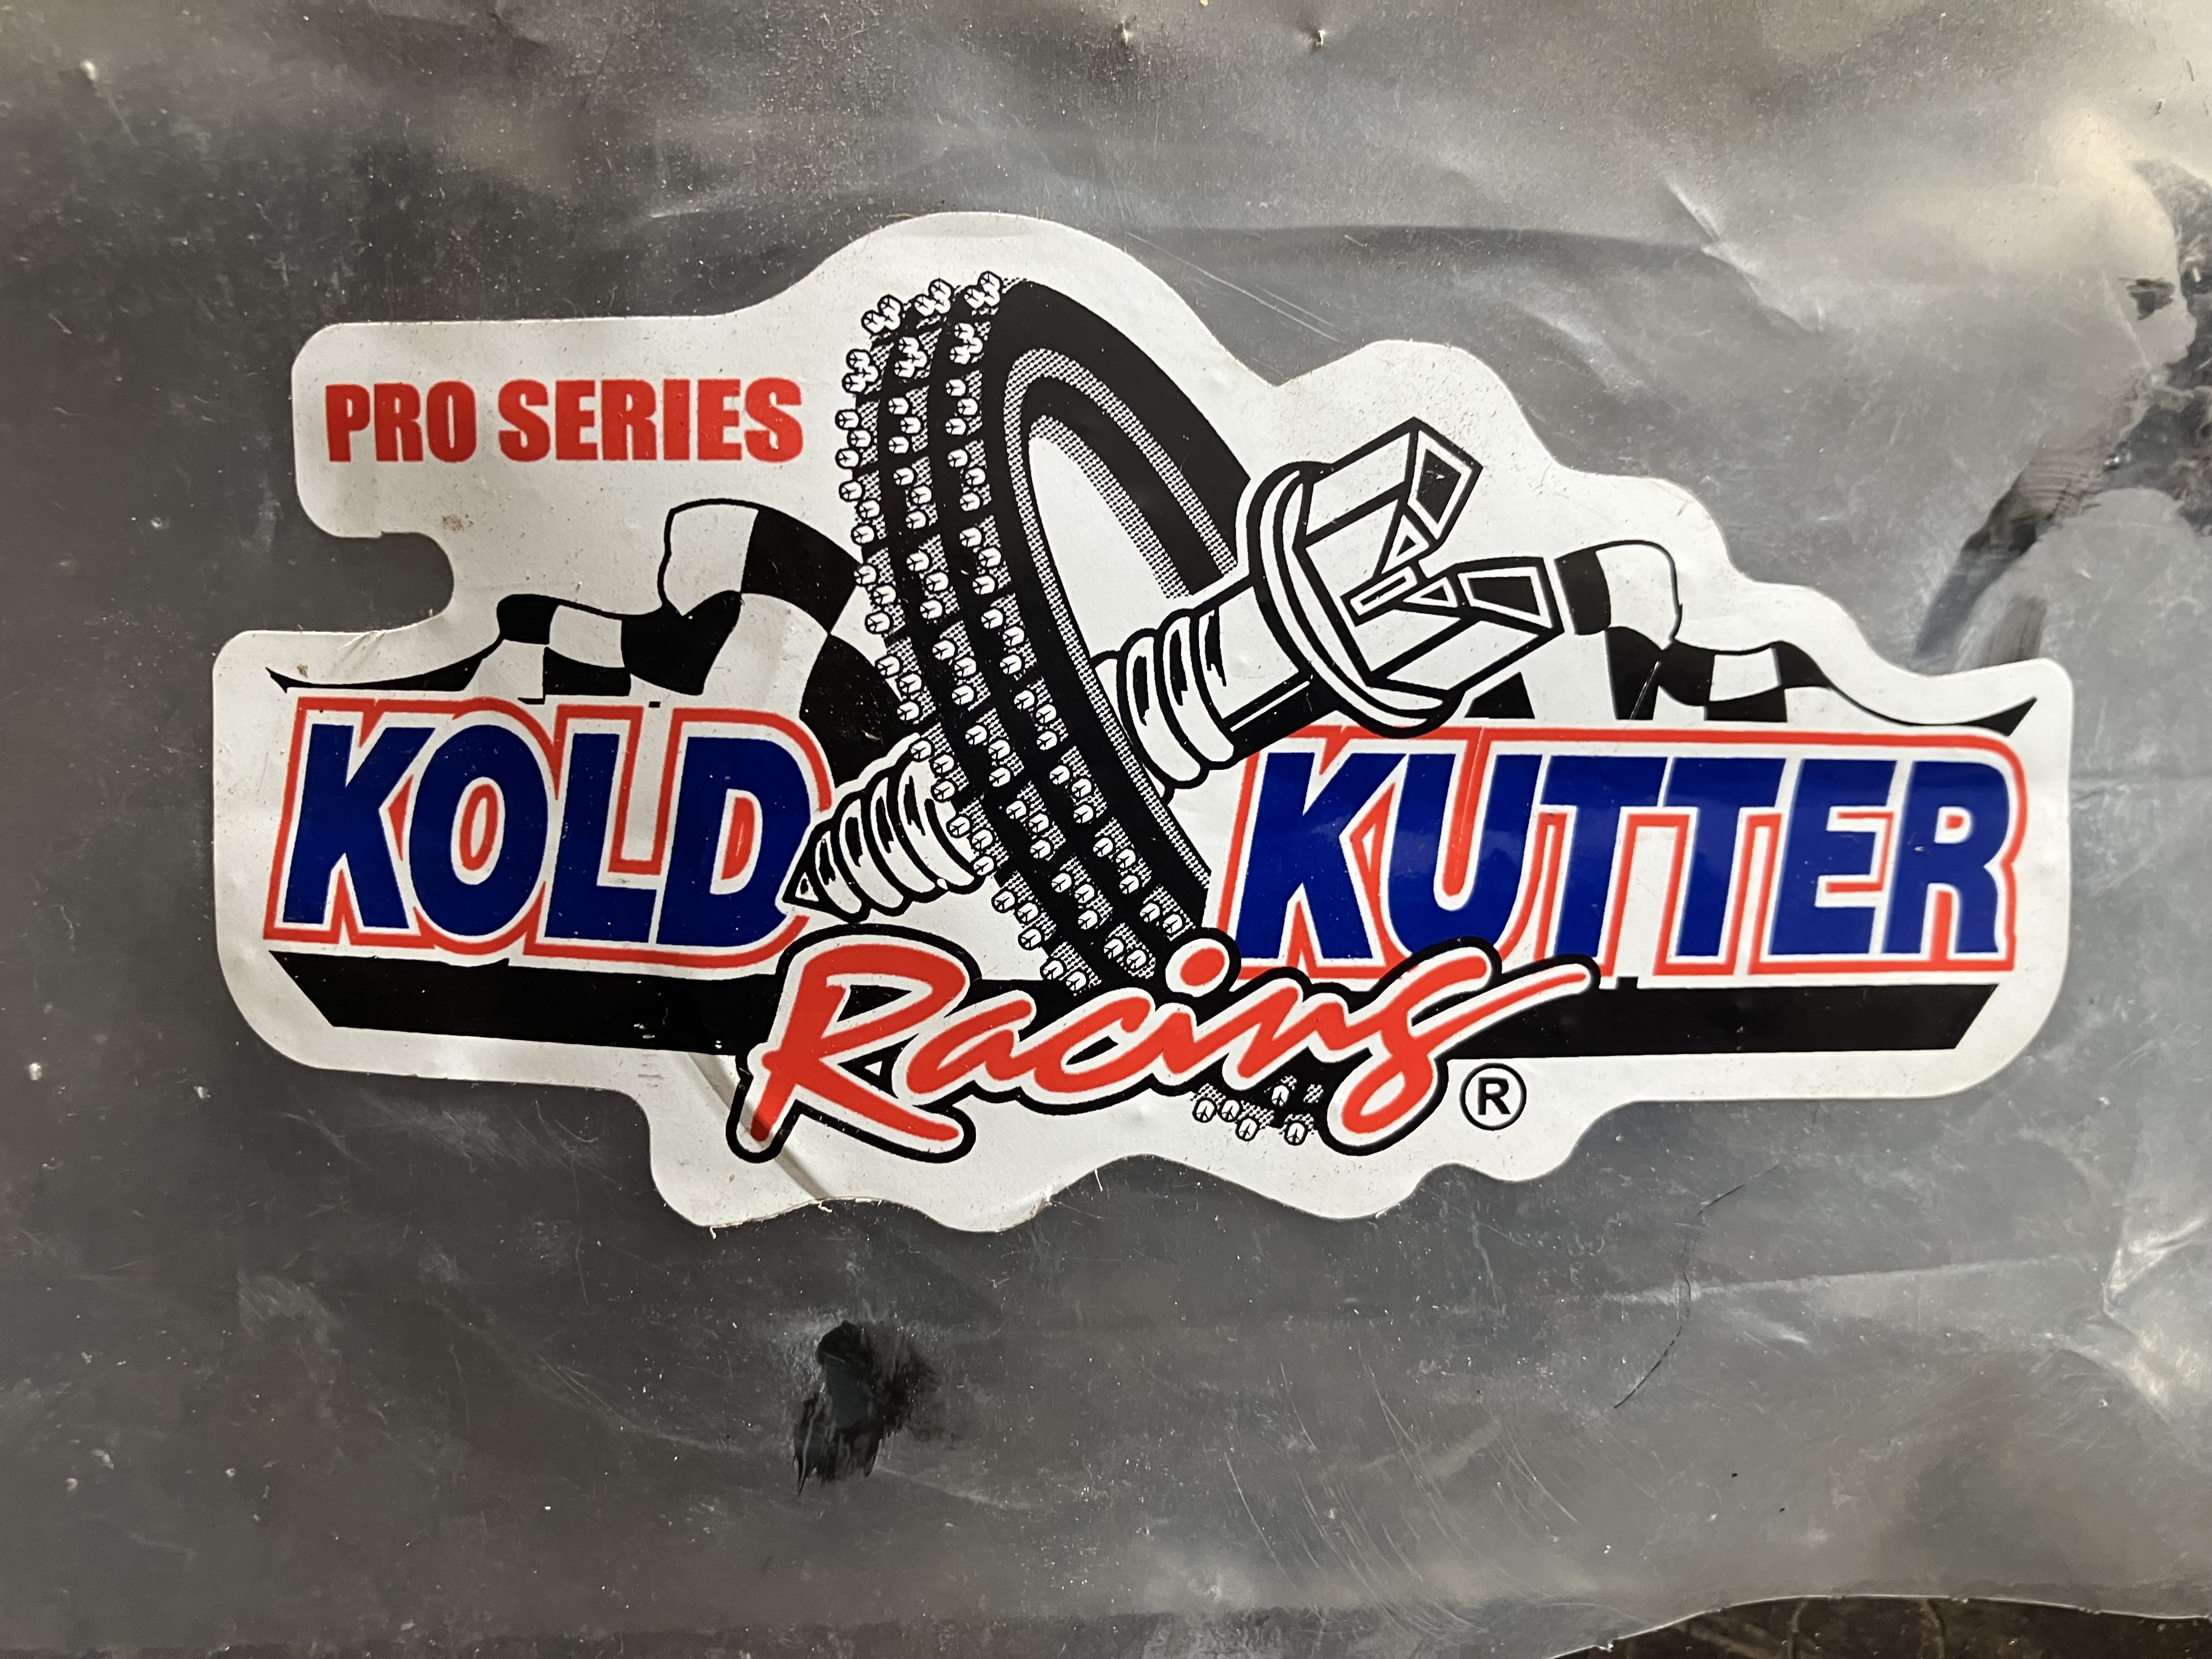 PRO SERIES
KOLD KUTTER
Racing ®